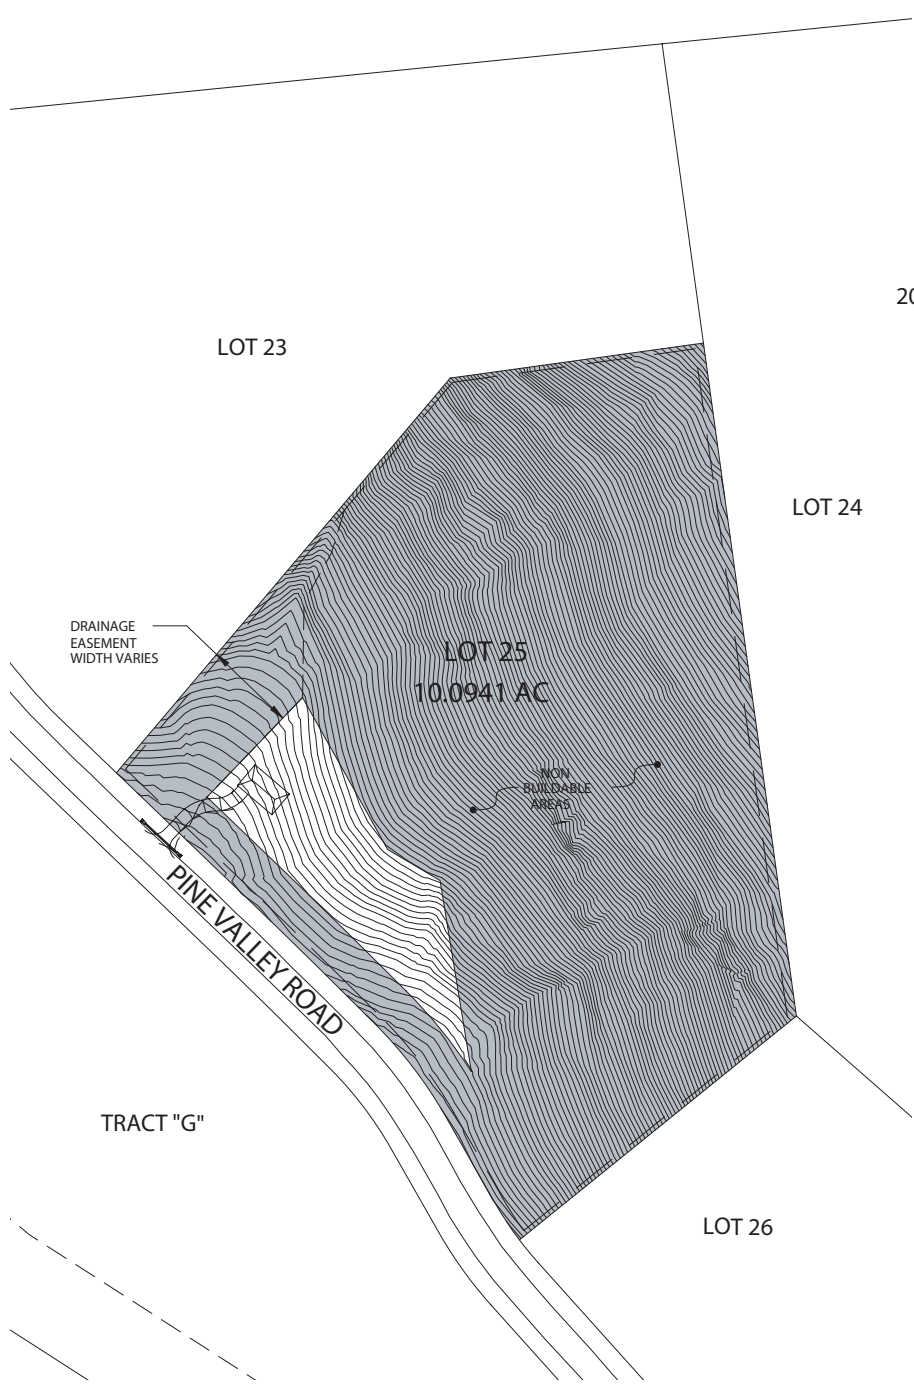 20
LOT 23
LOT 24
DRAINAGE
EASEMENT
WIDTH VARIES
LOT 25
10.0941 AC
NON
BUILDABLE
AREAS
PINE VALLEY ROAD
TRACT "G"
LOT 26